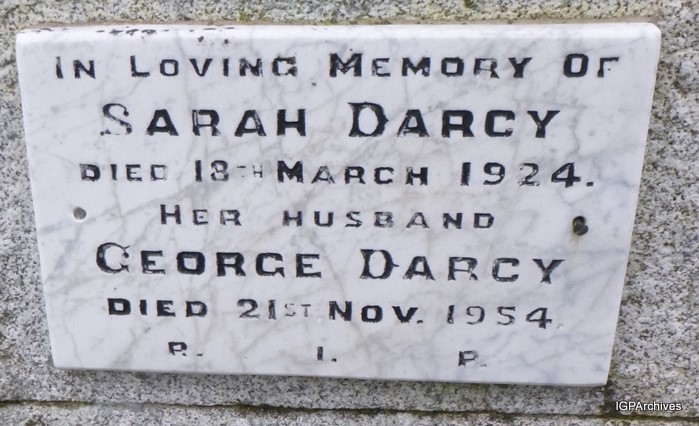 IN LOVING MEMORY OF
SARAH DARCY
DIED 18TH MARCH 1924.
HER HUSBAND
GEORGE DARCY
DIED 21ST NOV. 1954
R. I. P.
IGPArchives